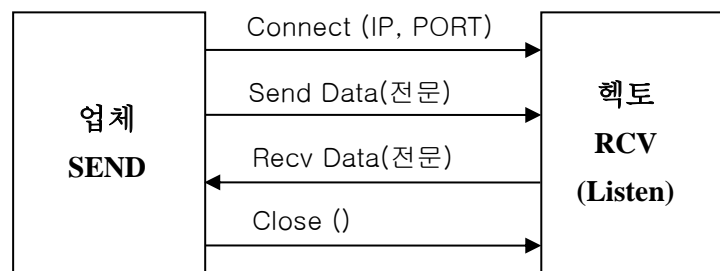 Connect (IP, PORT)
Send Data(전문)
Recv Data(전문)
Close ()
업체
SEND
헥토
RCV
(Listen)